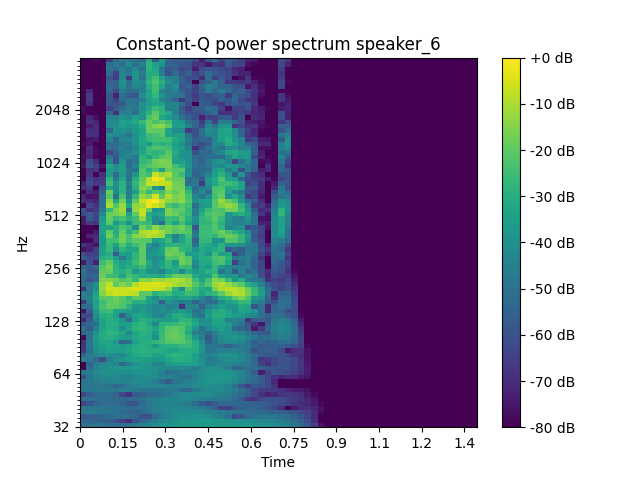 Constant-Q power spectrum speaker_6
Hz
2048
1024
512
256
128
64
32
0 0.15 0.3 0.45 0.6 0.75 0.9 1.1 1.2 1.4
Time
+0 dB
-10 dB
-20 dB
-30 dB
-40 dB
-50 dB
-60 dB
-70 dB
-80 dB